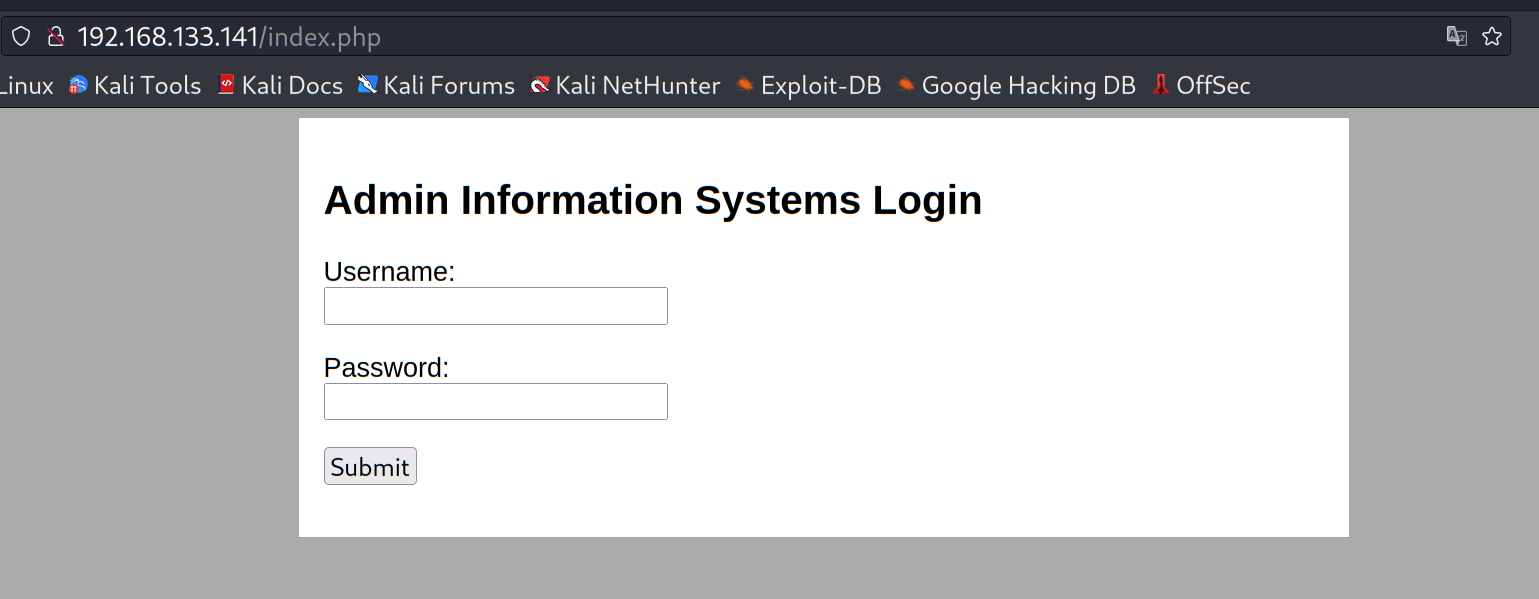 192.168.133.141/index.php
Linux Kali Tools Kali Docs Kali Forums Kali NetHunter Exploit-DB Google Hacking DB OffSec
Admin Information Systems Login
Username:
Password:
Submit